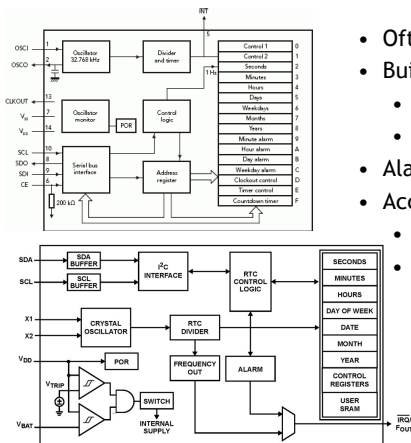 INT
5
OSCI 1
OSCO 2
Oscillator
32.768 kHz
Divider
and timer
1 Hz
CLKOUT 13
7
14
Oscillator
monitor
POR
Control
logic
SCL 10
SDO 8
SDI 9
CE 6
200 kΩ
Serial bus
interface
Address
register
Control 1 0
Control 2 1
Seconds 2
Minutes 3
Hours 4
Days 5
Weekdays 6
Months 7
Years 8
Minute alarm 9
Hour alarm A
Day alarm B
Weekday alarm C
Clockout control D
Timer control E
Countdown timer F
• Oft
• Bui
•
•
• Ala
• Acc
•
•
SDA
SDA
BUFFER
SCL
SCL
BUFFER
I²C
INTERFACE
RTC
CONTROL
LOGIC
X1
X2
CRYSTAL
OSCILLATOR
RTC
DIVIDER
VDD
POR
FREQUENCY
OUT
ALARM
VTRIP
VBAT
SWITCH
INTERNAL
SUPPLY
SECONDS
MINUTES
HOURS
DAY OF WEEK
DATE
MONTH
YEAR
CONTROL
REGISTERS
USER
SRAM
FOUT